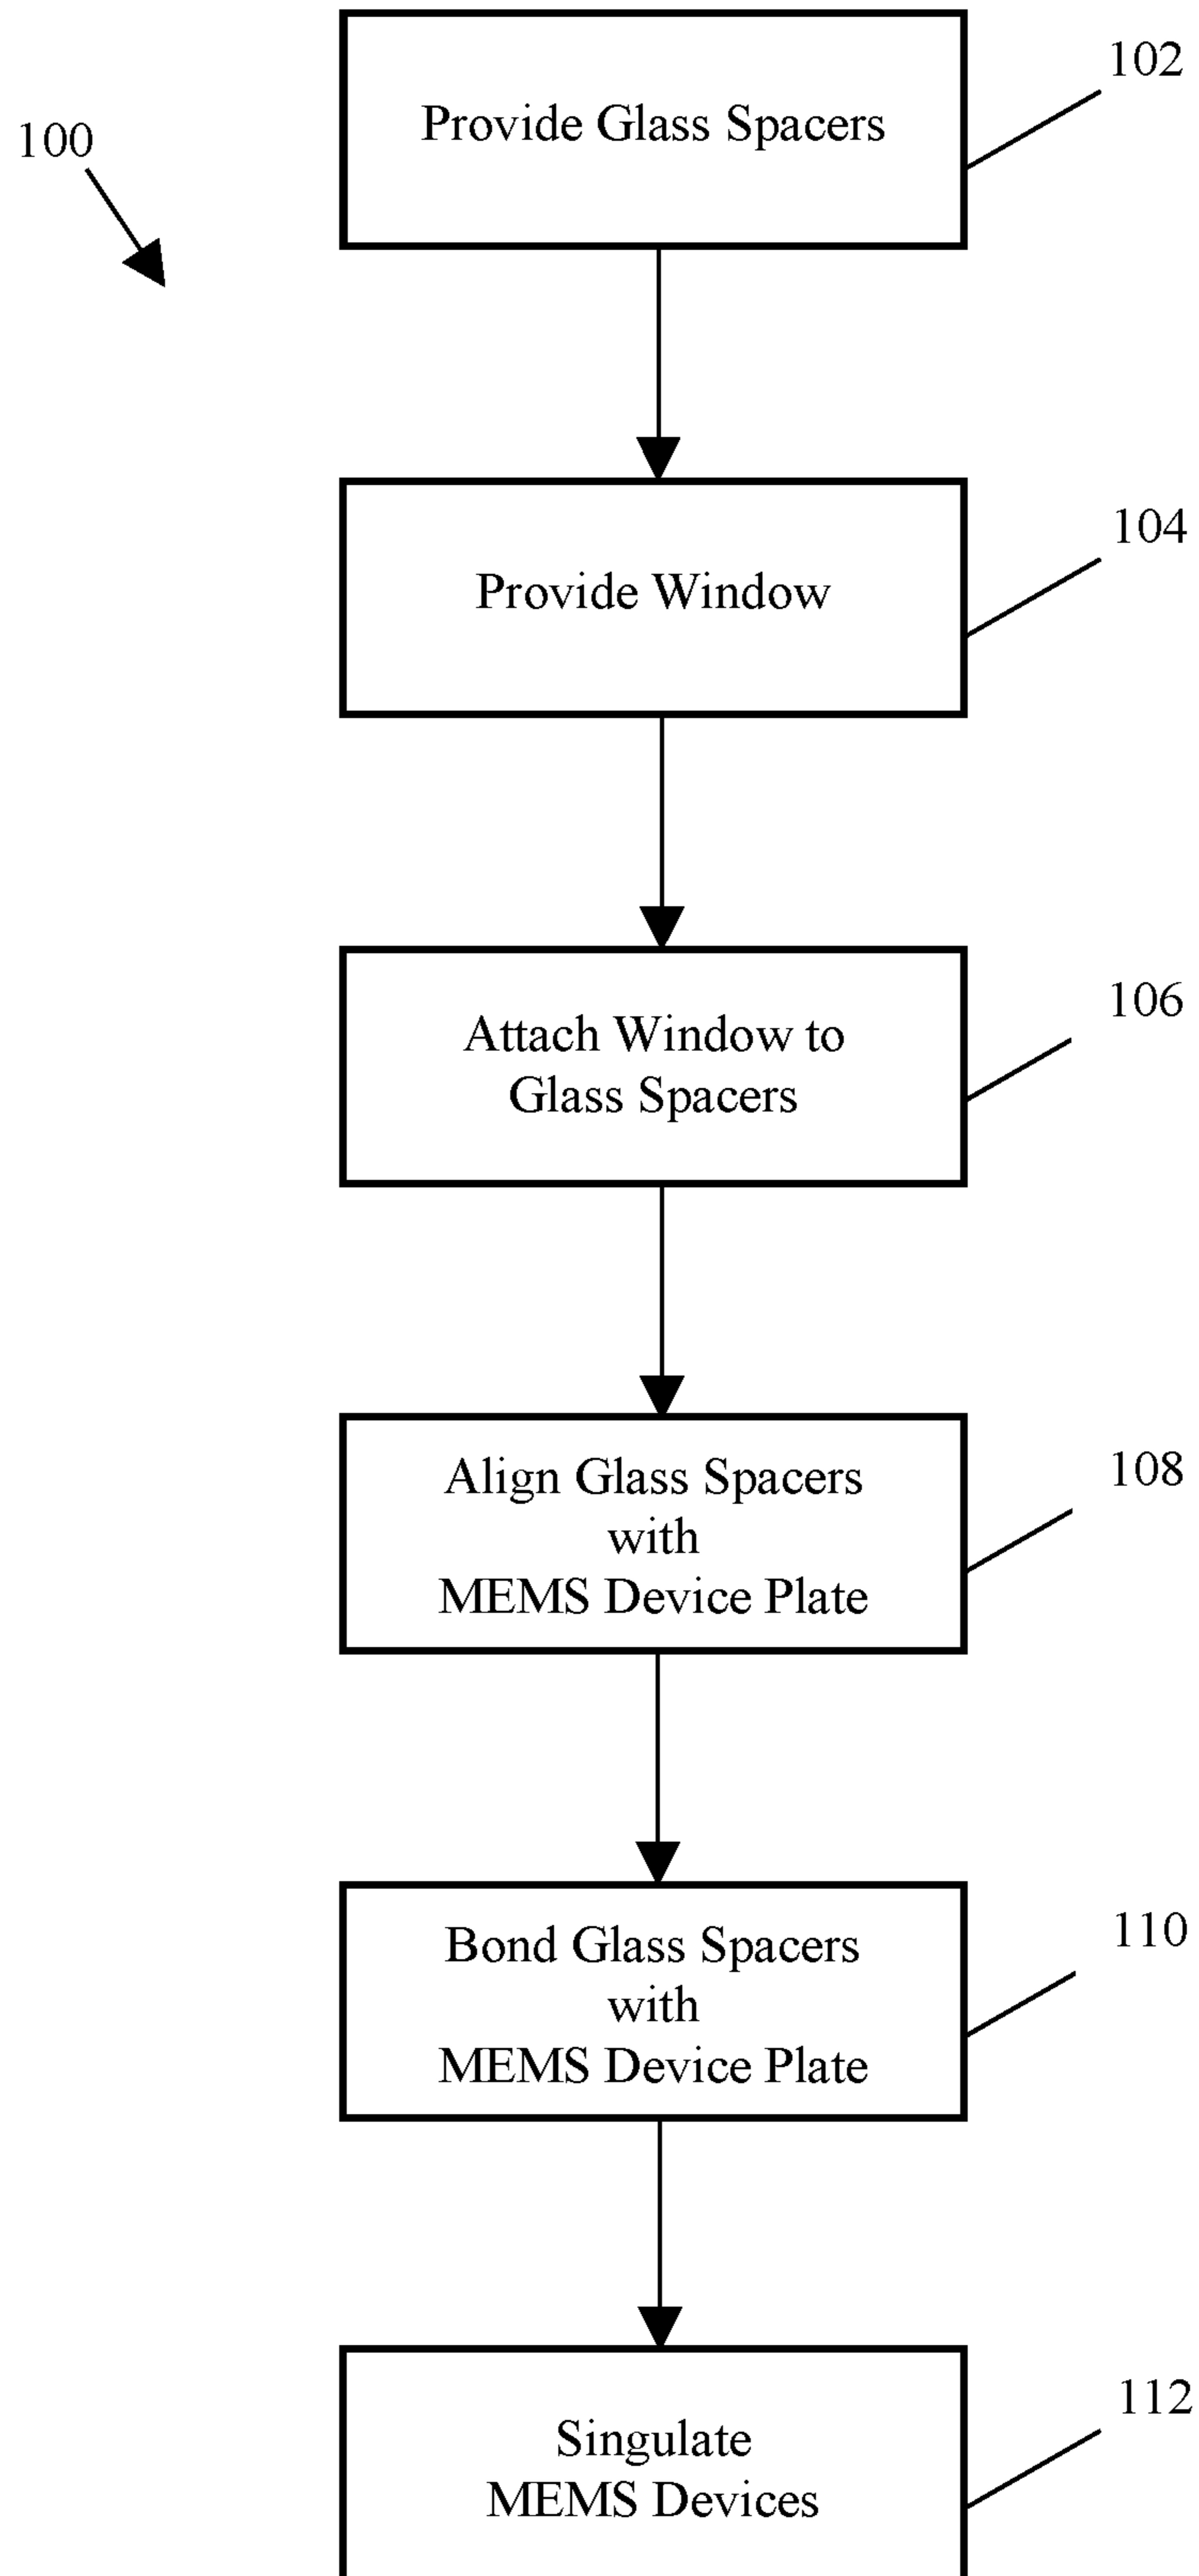 102
Provide Glass Spacers
100
104
Provide Window
106
Attach Window to
Glass Spacers
108
Align Glass Spacers
with
MEMS Device Plate
110
Bond Glass Spacers
with
MEMS Device Plate
112
Singulate
MEMS Devices